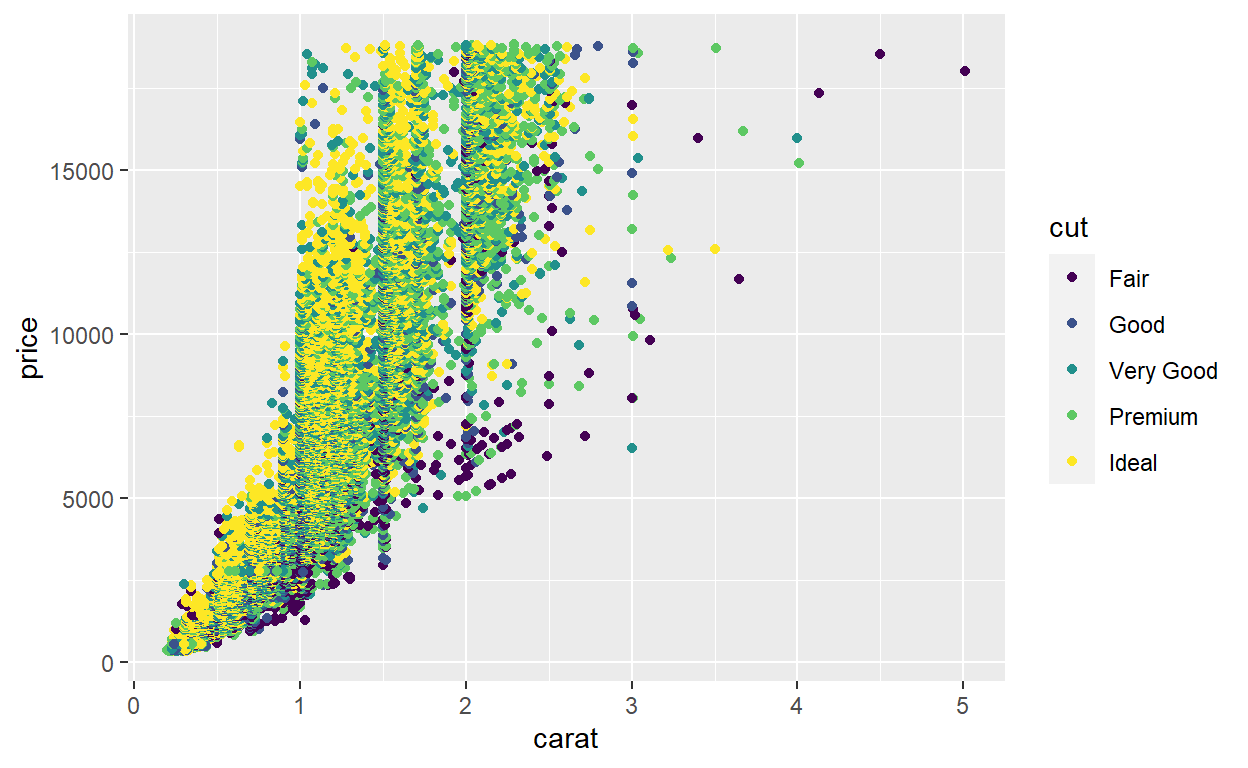 15000
10000
5000
0
price
0 1 2 3 4 5
carat
cut
Fair
Good
Very Good
Premium
Ideal